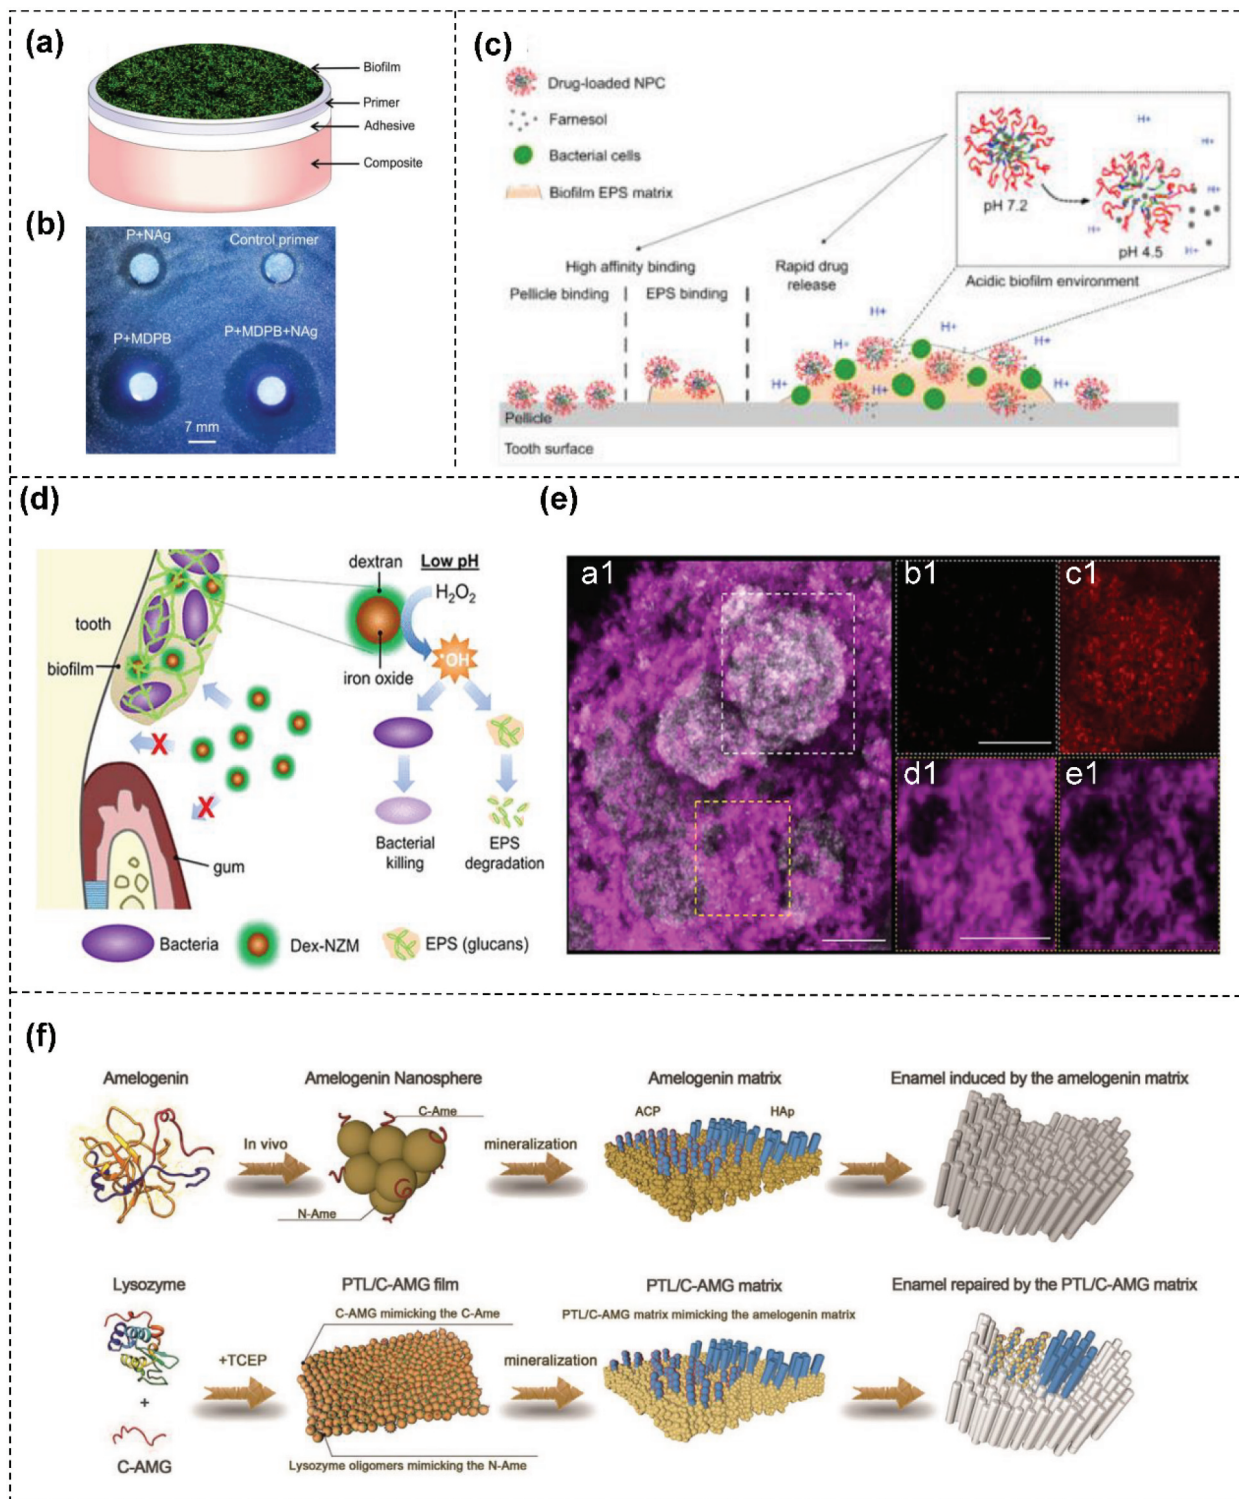 (a)
Biofilm
Primer
Adhesive
Composite
(b)
P+NAg
Control primer
P+MDPB
P+MDPB+NAg
7 mm
(c)
Drug-loaded NPC
Farnesol
Bacterial cells
Biofilm EPS matrix
H+
H+
pH 7.2
H+
H+
pH 4.5
H+
Acidic biofilm environment
High affinity binding
Rapid drug
release
Pellicle binding
EPS binding
H+
H+
H+
H+
H+
H+
H+
Pellicle
Tooth surface
(d)
dextran
Low pH
H2O2
tooth
biofilm
iron oxide
•OH
X
X
gum
Bacterial
killing
EPS
degradation
Bacteria
Dex-NZM
EPS (glucans)
(e)
a1
b1
c1
d1
e1
(f)
Amelogenin
Amelogenin Nanosphere
Amelogenin matrix
Enamel induced by the amelogenin matrix
C-Ame
ACP
HAp
In vivo
mineralization
N-Ame
Lysozyme
PTL/C-AMG film
PTL/C-AMG matrix
Enamel repaired by the PTL/C-AMG matrix
C-AMG mimicking the C-Ame
PTL/C-AMG matrix mimicking the amelogenin matrix
+TCEP
mineralization
+
C-AMG
Lysozyme oligomers mimicking the N-Ame